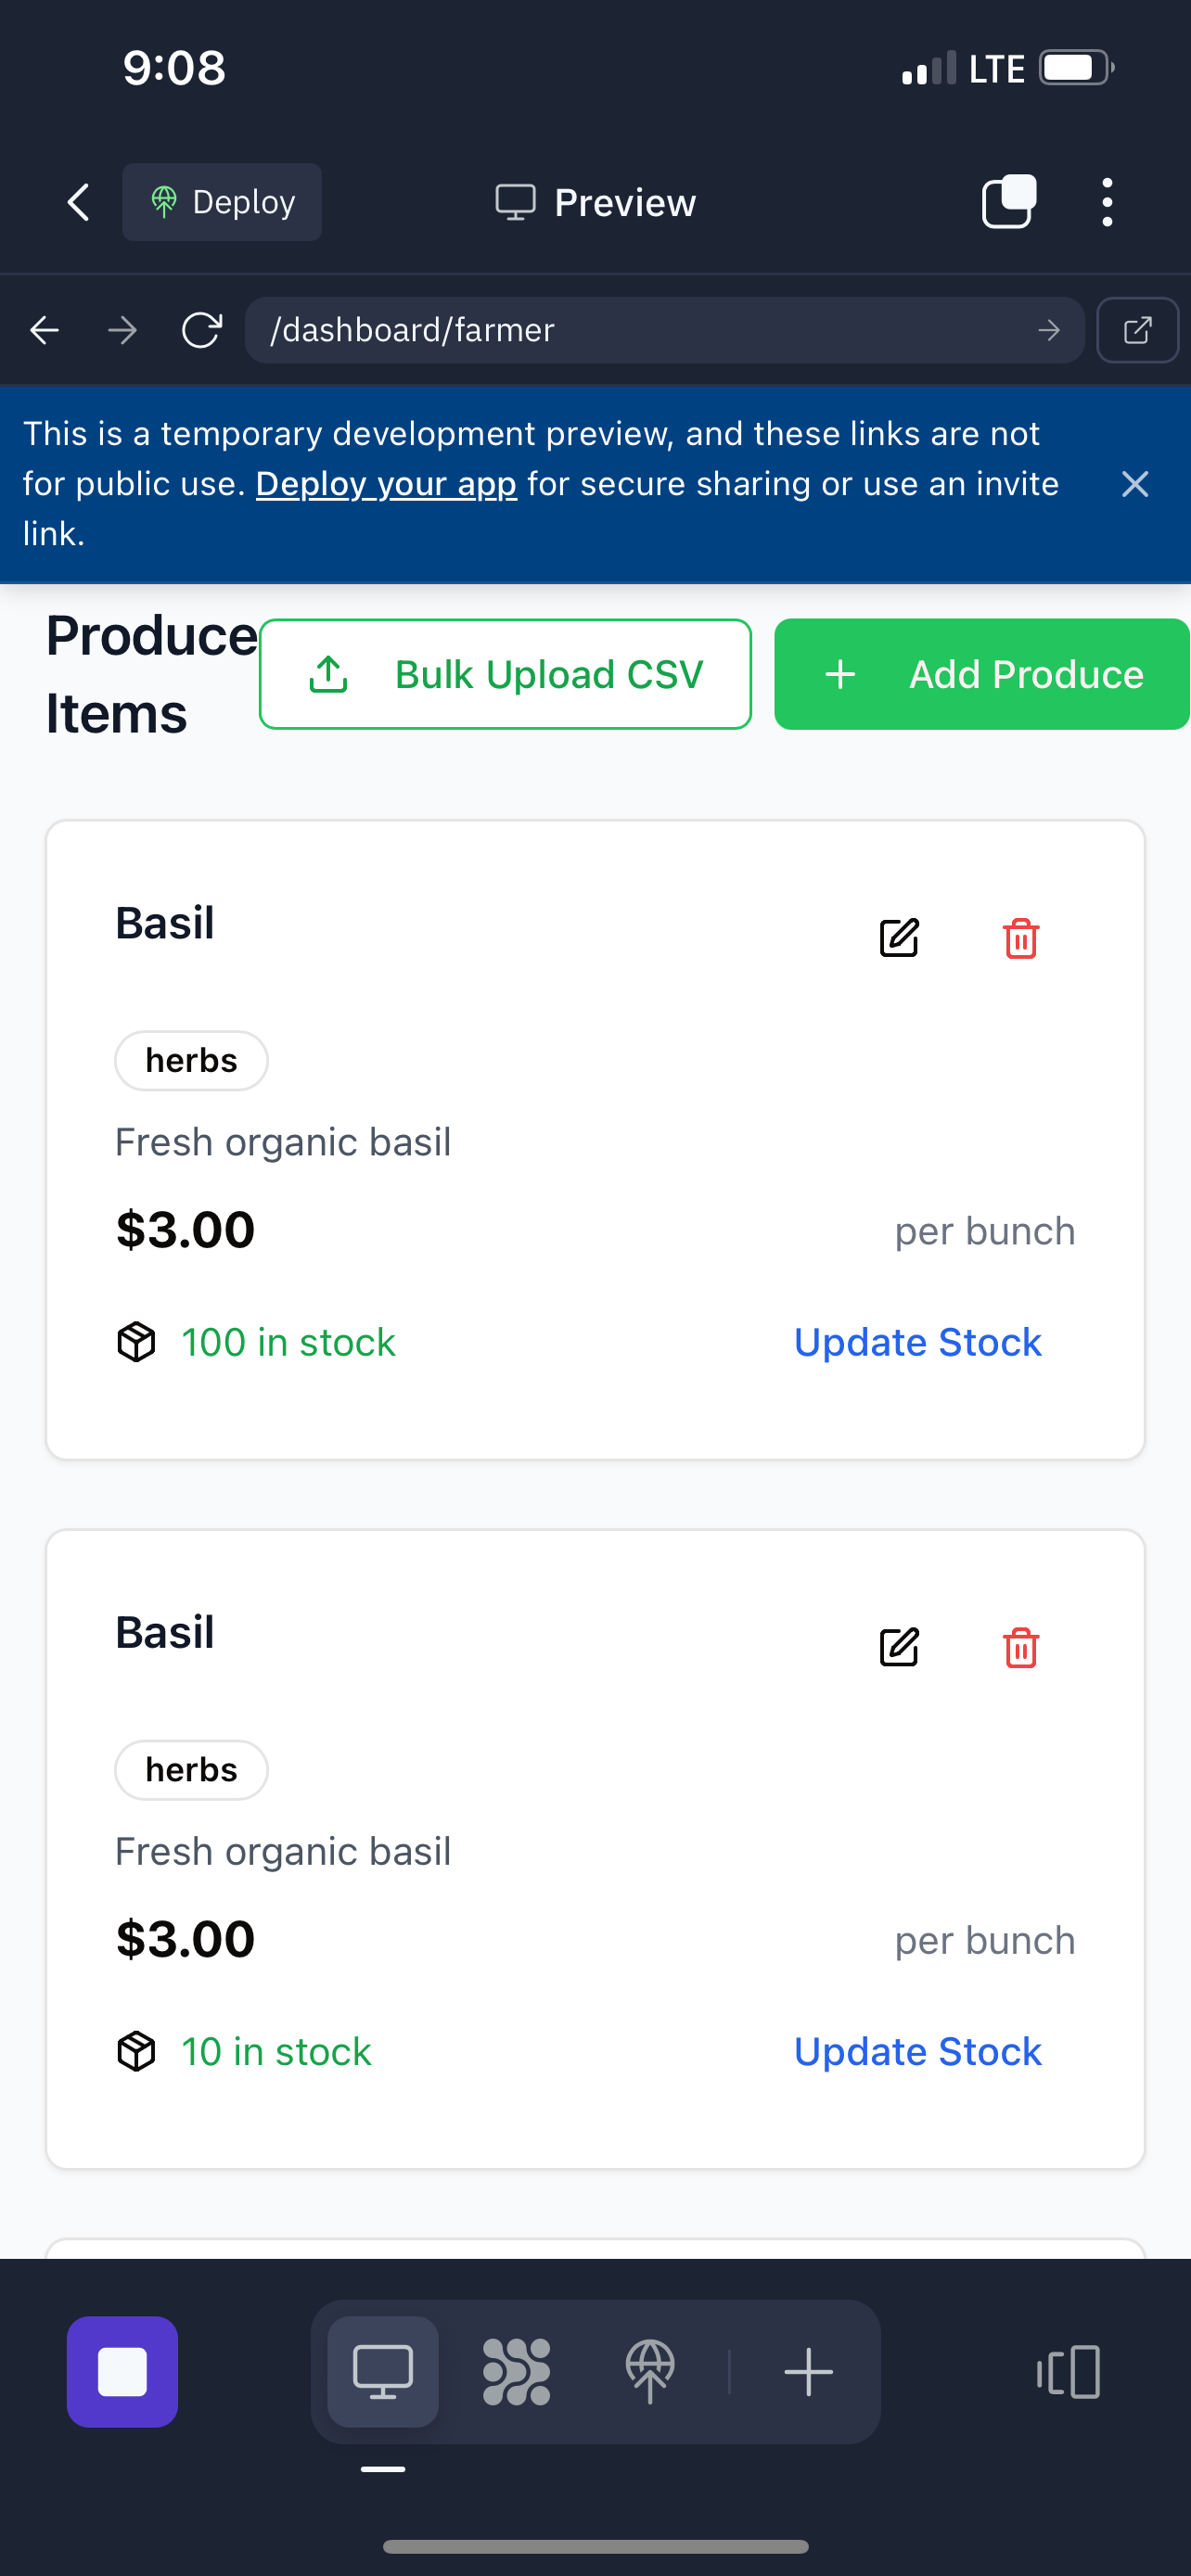 9:08
LTE
Deploy
Preview
/dashboard/farmer
This is a temporary development preview, and these links are not
for public use. Deploy your app for secure sharing or use an invite
link.
Produce
Items
Bulk Upload CSV
Add Produce
Basil
herbs
Fresh organic basil
$3.00
per bunch
100 in stock
Update Stock
Basil
herbs
Fresh organic basil
$3.00
per bunch
10 in stock
Update Stock